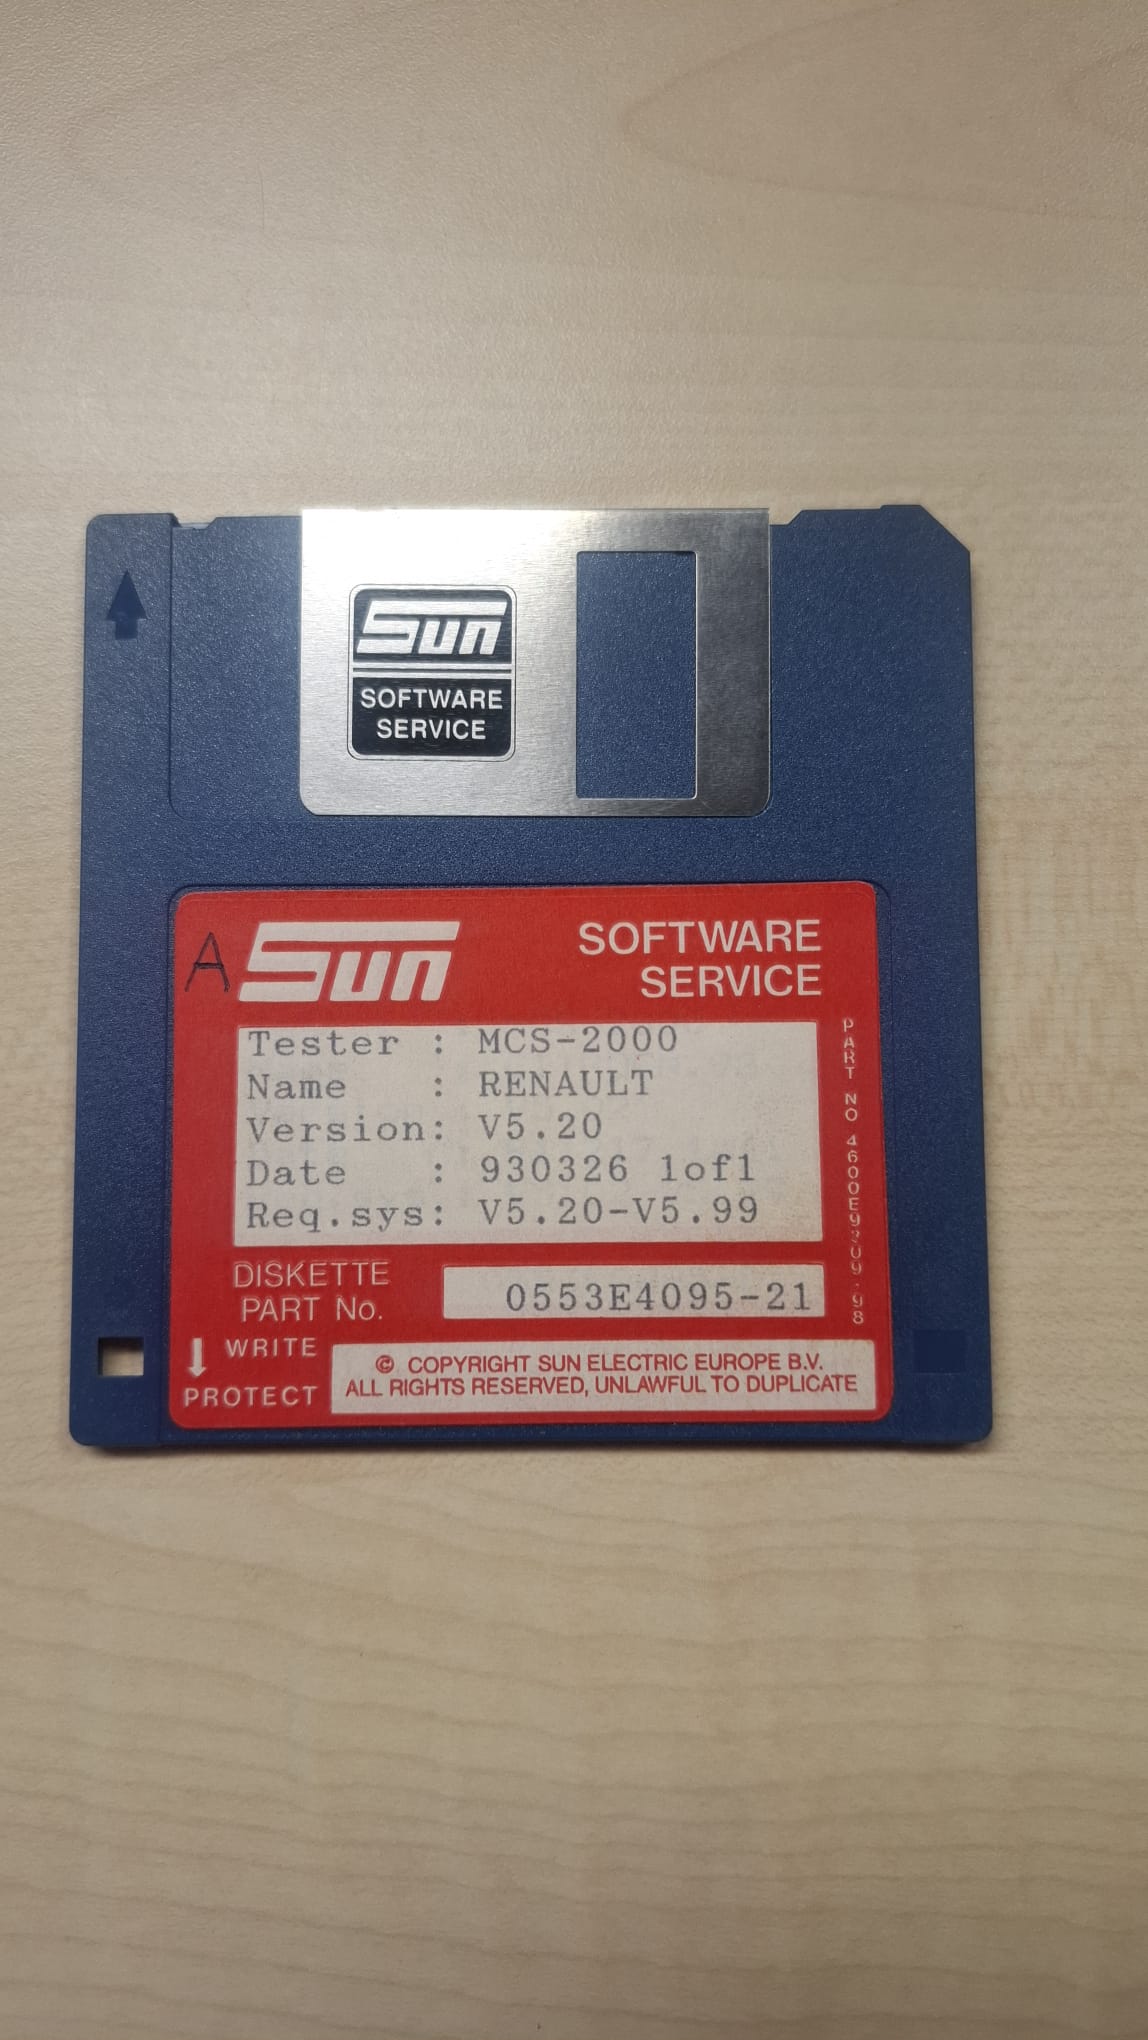 Sun
SOFTWARE
SERVICE
A Sun
SOFTWARE
SERVICE
Tester : MCS-2000
Name : RENAULT
Version: V5.20
Date : 930326 1of1
Req.sys: V5.20-V5.99
DISKETTE
PART No.
0553E4095-21
WRITE
PROTECT
© COPYRIGHT SUN ELECTRIC EUROPE B.V.
ALL RIGHTS RESERVED, UNLAWFUL TO DUPLICATE
PART NO